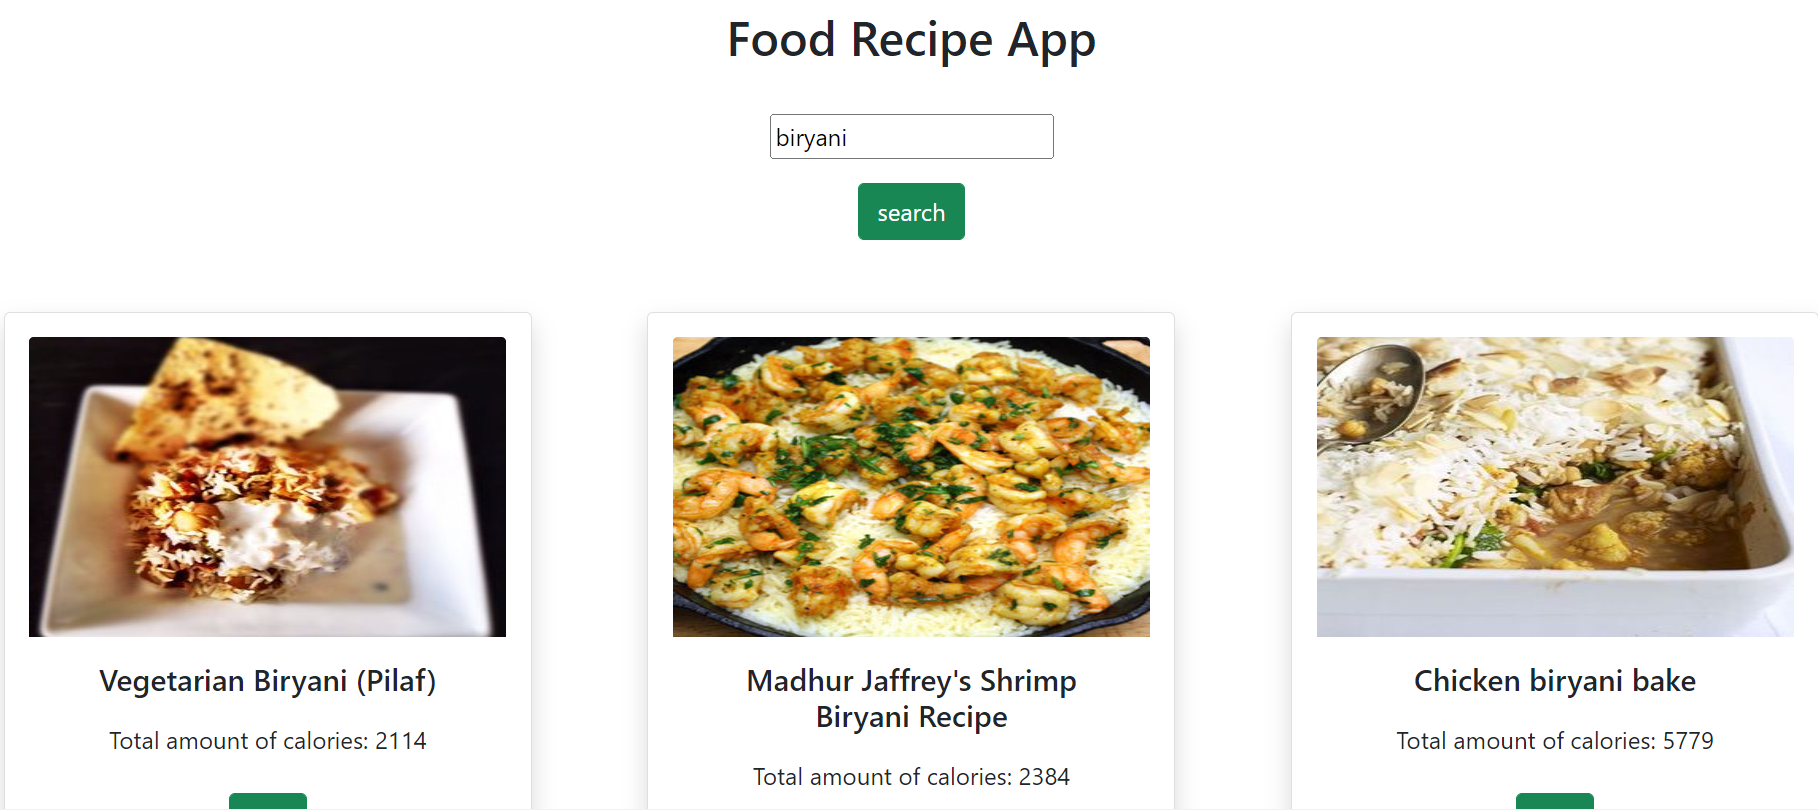 Food Recipe App
biryani
search
Vegetarian Biryani (Pilaf)
Total amount of calories: 2114
Madhur Jaffrey's Shrimp
Biryani Recipe
Total amount of calories: 2384
Chicken biryani bake
Total amount of calories: 5779